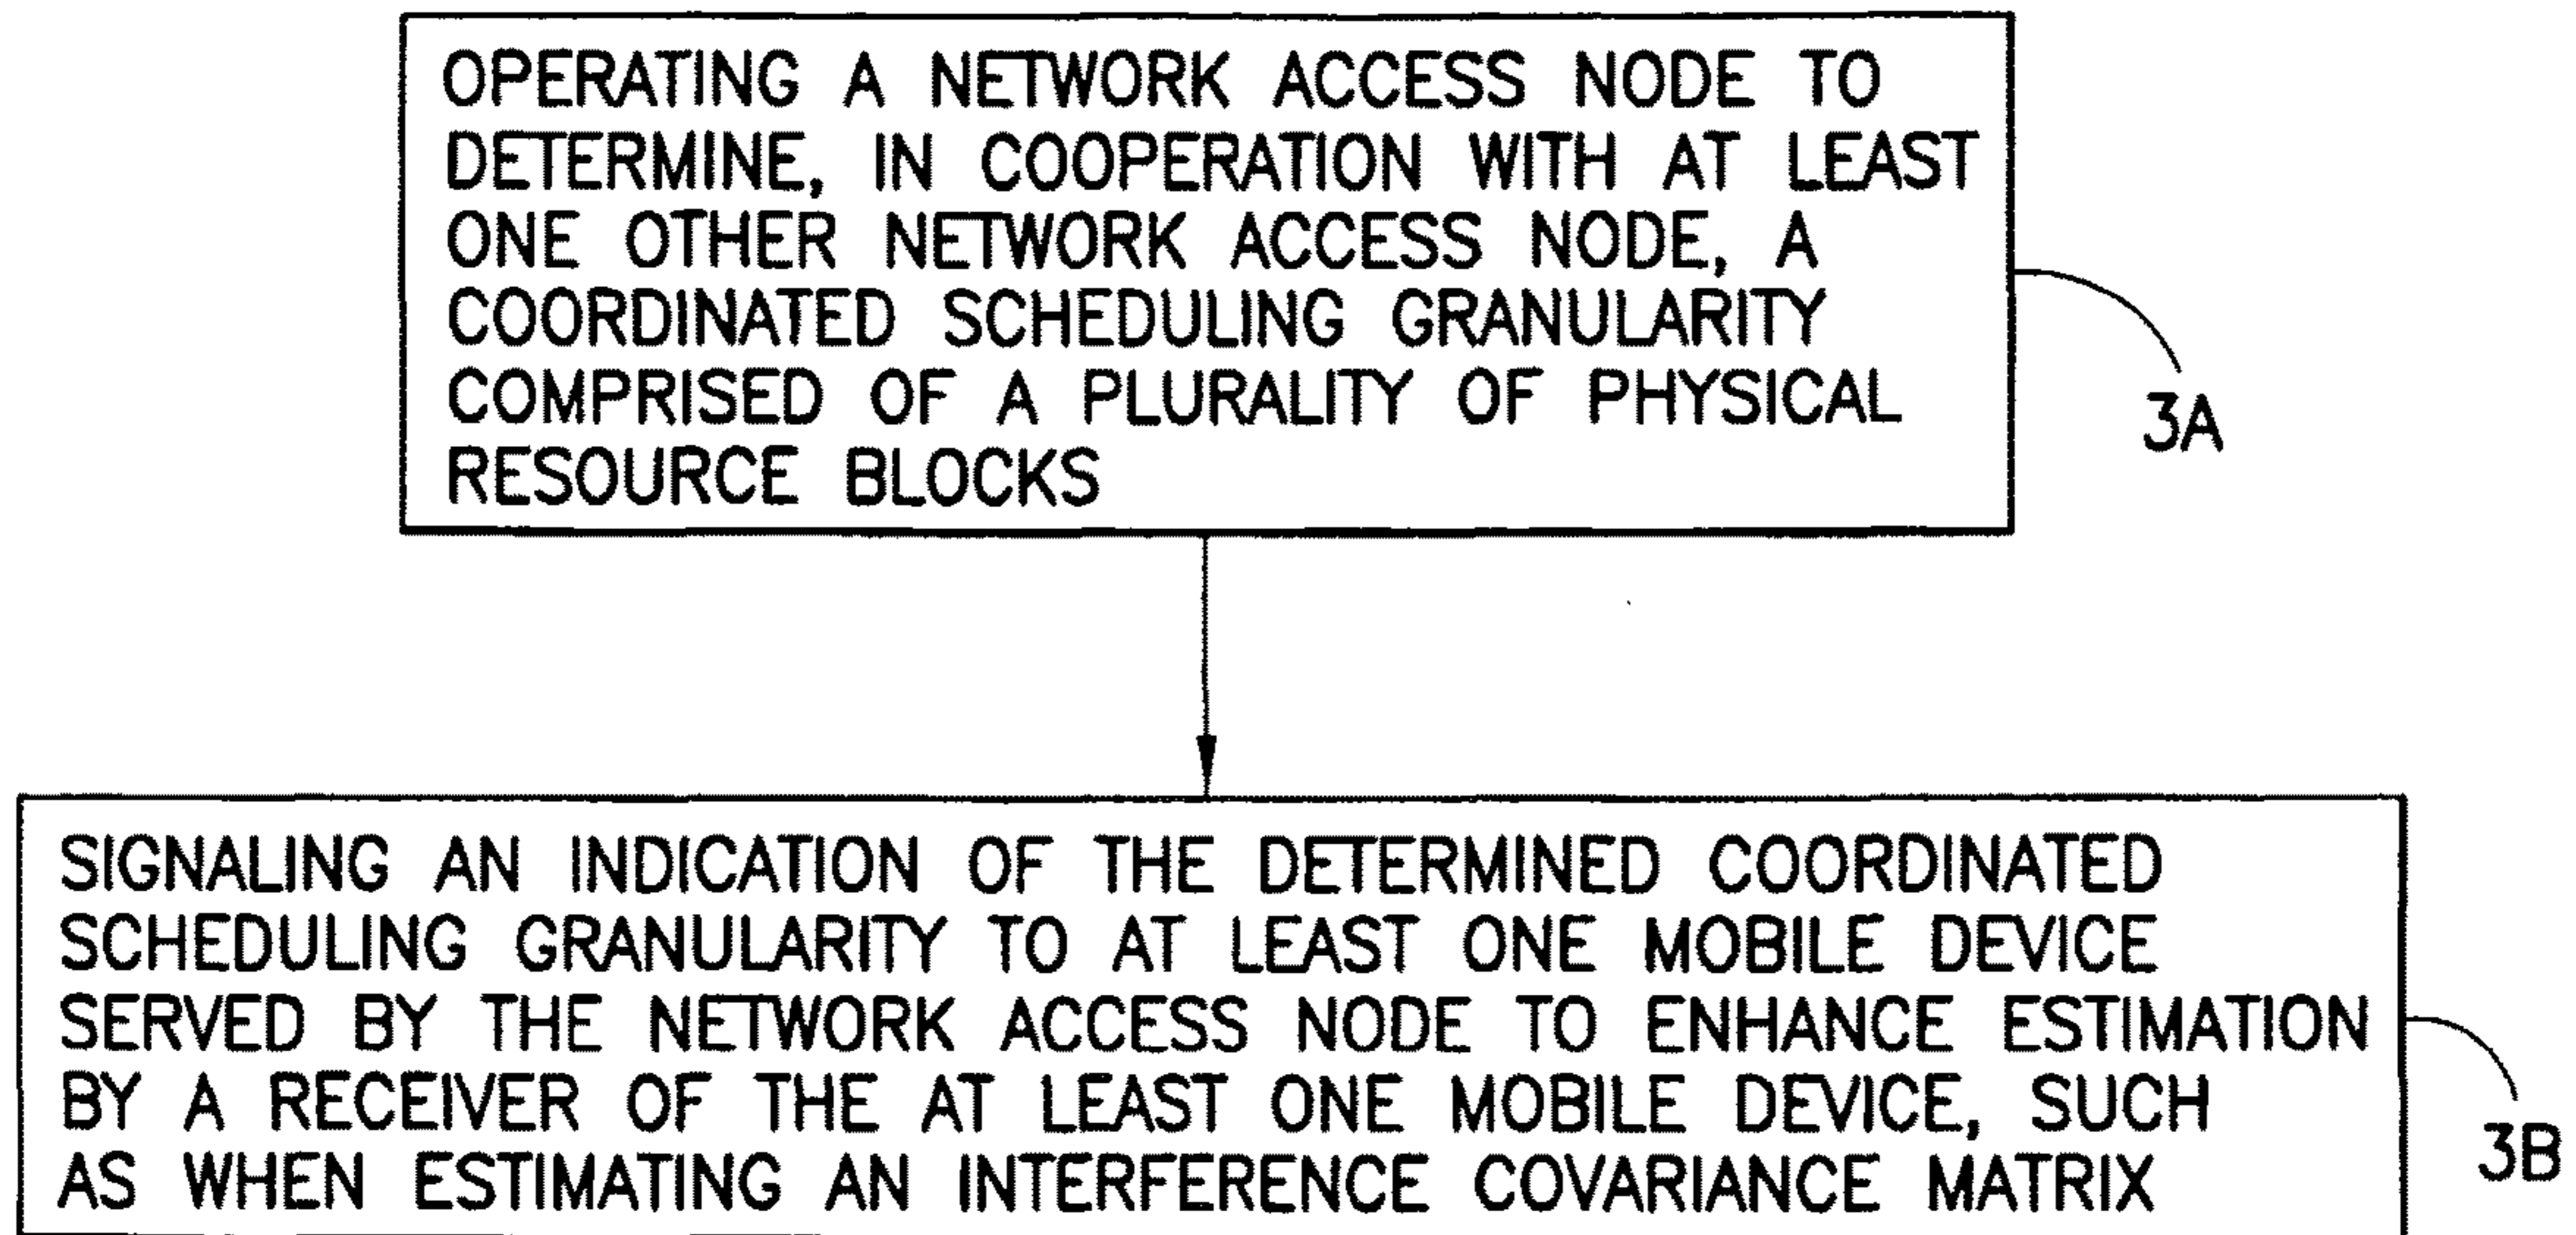 OPERATING A NETWORK ACCESS NODE TO
DETERMINE, IN COOPERATION WITH AT LEAST
ONE OTHER NETWORK ACCESS NODE, A
COORDINATED SCHEDULING GRANULARITY
COMPRISED OF A PLURALITY OF PHYSICAL
RESOURCE BLOCKS
3A
SIGNALING AN INDICATION OF THE DETERMINED COORDINATED
SCHEDULING GRANULARITY TO AT LEAST ONE MOBILE DEVICE
SERVED BY THE NETWORK ACCESS NODE TO ENHANCE ESTIMATION
BY A RECEIVER OF THE AT LEAST ONE MOBILE DEVICE, SUCH
AS WHEN ESTIMATING AN INTERFERENCE COVARIANCE MATRIX
3B